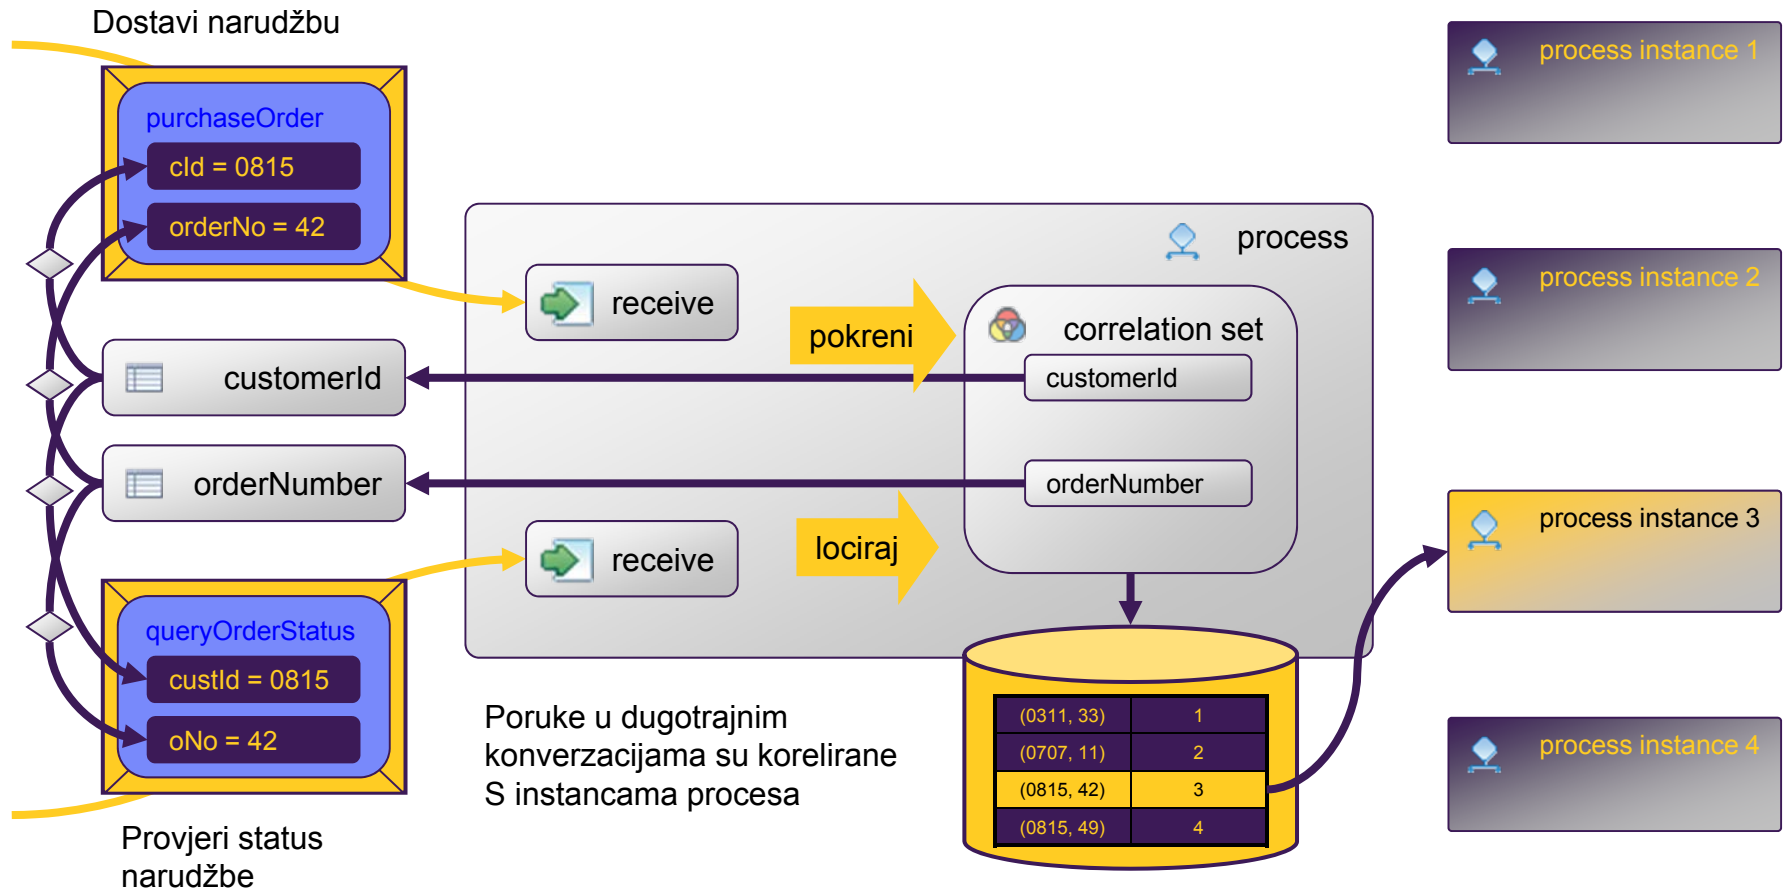 Dostavi narudžbu
purchaseOrder
cId = 0815
orderNo = 42
customerId
orderNumber
queryOrderStatus
custId = 0815
oNo = 42
Provjeri status
narudžbe
process
receive
pokreni
correlation set
customerId
orderNumber
receive
lociraj
Poruke u dugotrajnim
konverzacijama su korelirane
S instancama procesa
(0311, 33) 1
(0707, 11) 2
(0815, 42) 3
(0815, 49) 4
process instance 1
process instance 2
process instance 3
process instance 4